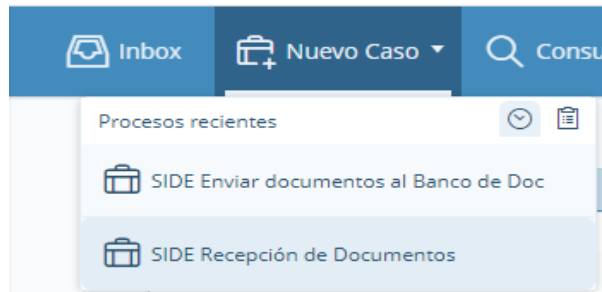 Inbox
Nuevo Caso
Consu
Procesos recientes
SIDE Enviar documentos al Banco de Doc
SIDE Recepción de Documentos